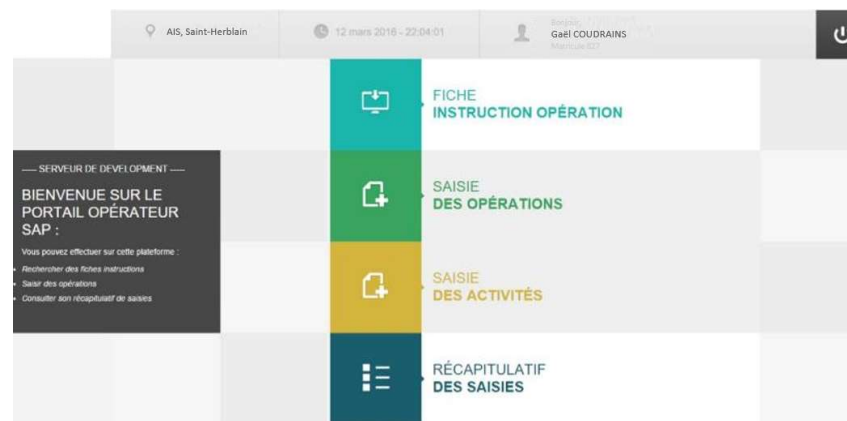 AIS, Saint-Herblain
12 mars 2016 - 22:04:01
Bonjour,
Gaël COUDRAINS
FICHE
INSTRUCTION OPÉRATION
SAISIE
DES OPÉRATIONS
SAISIE
DES ACTIVITÉS
RÉCAPITULATIF
DES SAISIES
— SERVEUR DE DEVELOPMENT —
BIENVENUE SUR LE
PORTAIL OPÉRATEUR
SAP :
Vous pouvez effectuer sur cette plateforme :
Rechercher des fiches instructions
Saisir des opérations
Consulter son récapitulatif de saisies